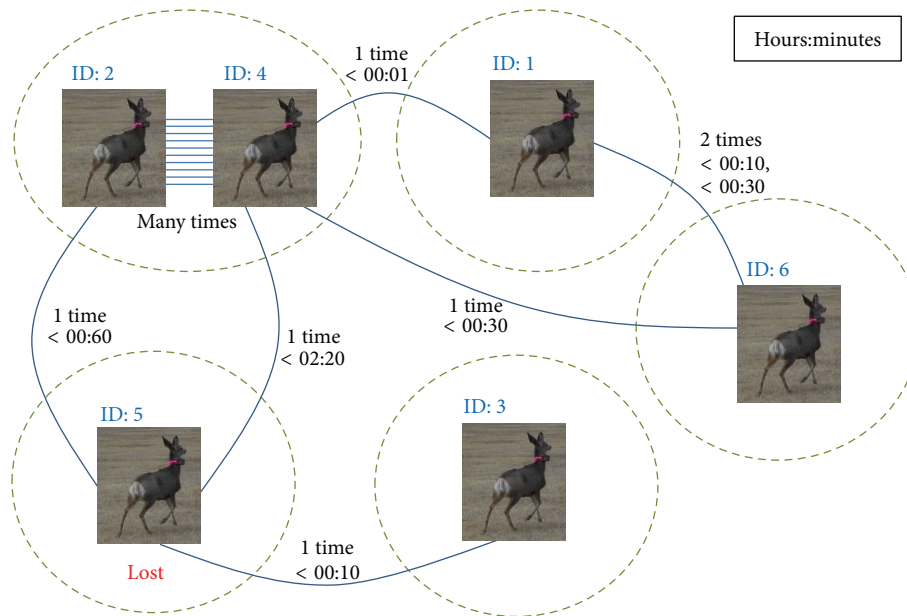 Hours:minutes
ID: 2
ID: 4
1 time
< 00:01
ID: 1
2 times
< 00:10,
< 00:30
Many times
ID: 6
1 time
< 00:60
1 time
< 02:20
1 time
< 00:30
ID: 5
ID: 3
Lost
1 time
< 00:10